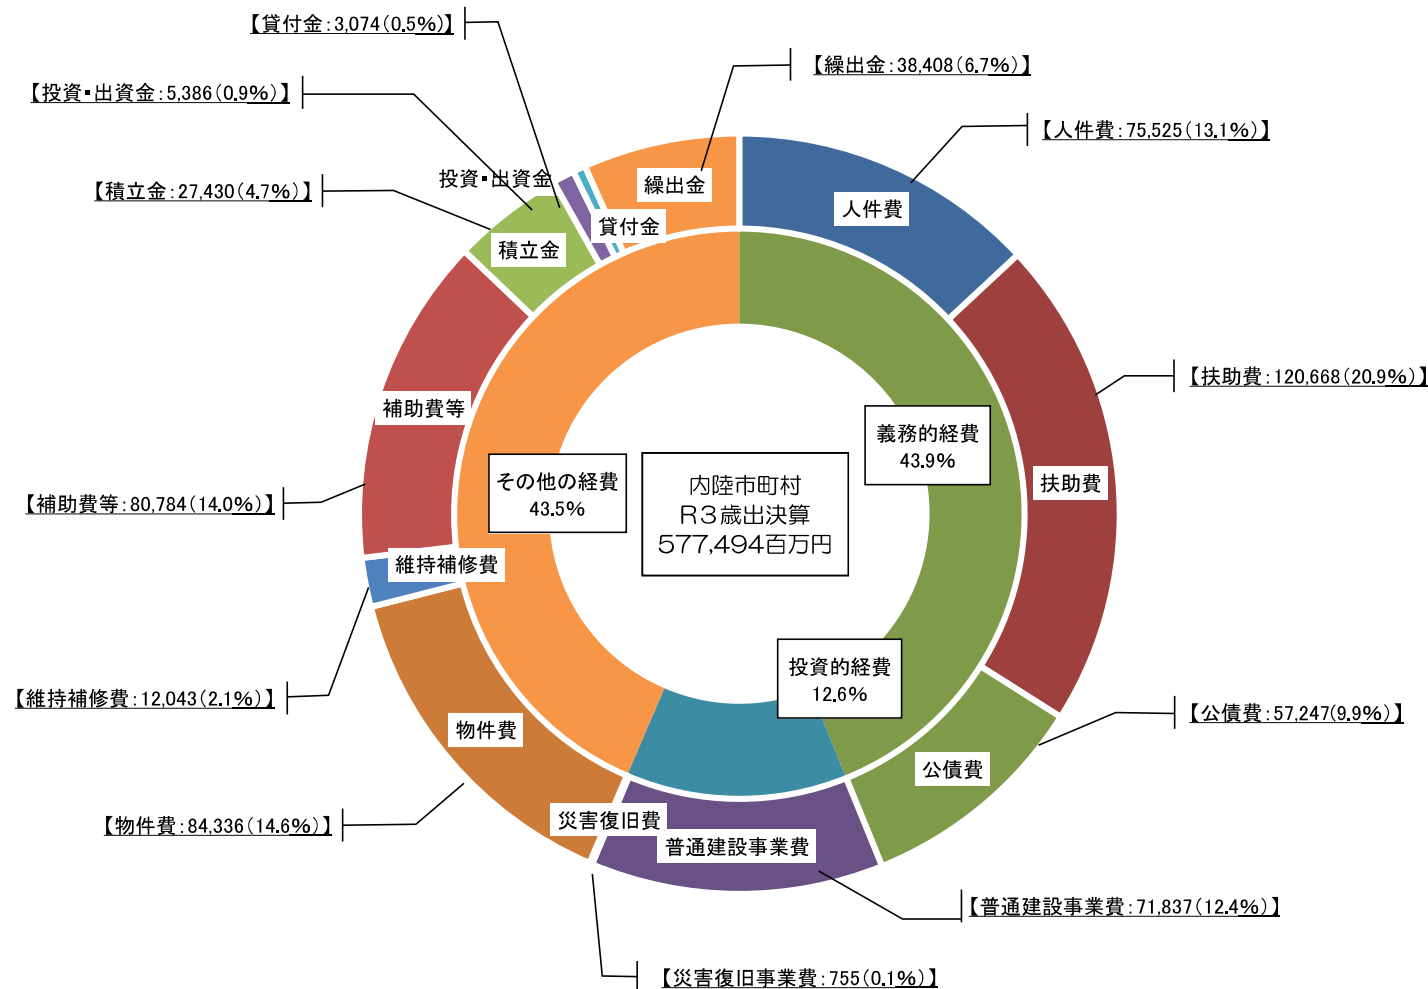 【貸付金：3,074(0.5%)】
【繰出金：38,408(6.7%)】
【投資・出資金：5,386(0.9%)】
【人件費：75,525(13.1%)】
【積立金：27,430(4.7%)】
投資・出資金
繰出金
人件費
貸付金
積立金
【扶助費：120,668(20.9%)】
補助費等
義務的経費
43.9%
その他の経費
43.5%
内陸市町村
R３歳出決算
577,494百万円
扶助費
【補助費等：80,784(14.0%)】
維持補修費
投資的経費
12.6%
【維持補修費：12,043(2.1%)】
【公債費：57,247(9.9%)】
物件費
公債費
【物件費：84,336(14.6%)】
災害復旧費
普通建設事業費
【普通建設事業費：71,837(12.4%)】
【災害復旧事業費：755(0.1%)】